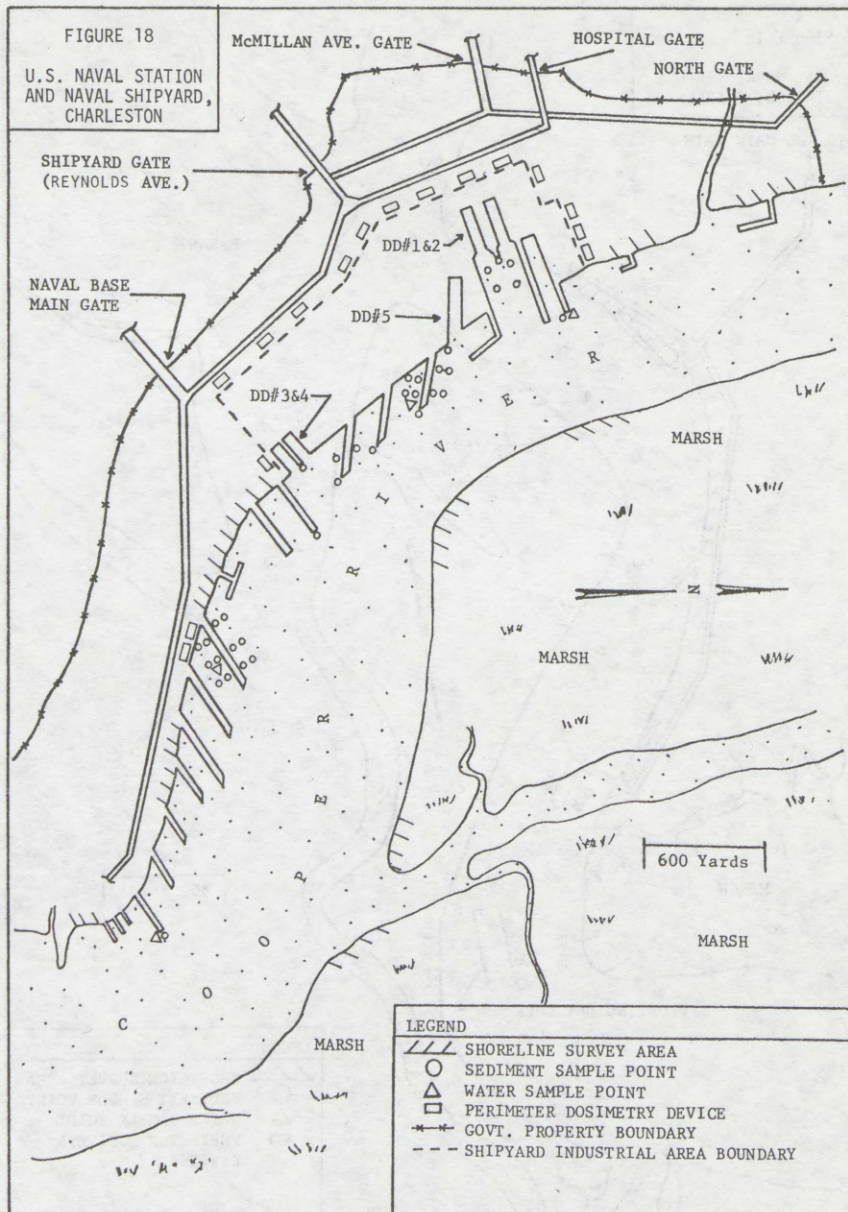 FIGURE 18
U.S. NAVAL STATION
AND NAVAL SHIPYARD,
CHARLESTON
McMILLAN AVE. GATE
HOSPITAL GATE
NORTH GATE
SHIPYARD GATE
(REYNOLDS AVE.)
DD#1&2
NAVAL BASE
MAIN GATE
DD#5
DD#3&4
COOPER RIVER
MARSH
N
MARSH
600 Yards
MARSH
MARSH
LEGEND
SHORELINE SURVEY AREA
SEDIMENT SAMPLE POINT
WATER SAMPLE POINT
PERIMETER DOSIMETRY DEVICE
GOVT. PROPERTY BOUNDARY
SHIPYARD INDUSTRIAL AREA BOUNDARY